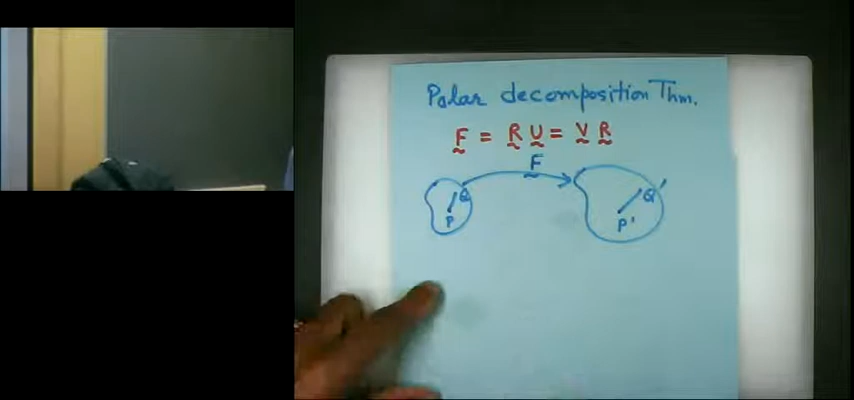 Polar decomposition Thm.
F = R U = V R
F
Q
P
Q'
P'